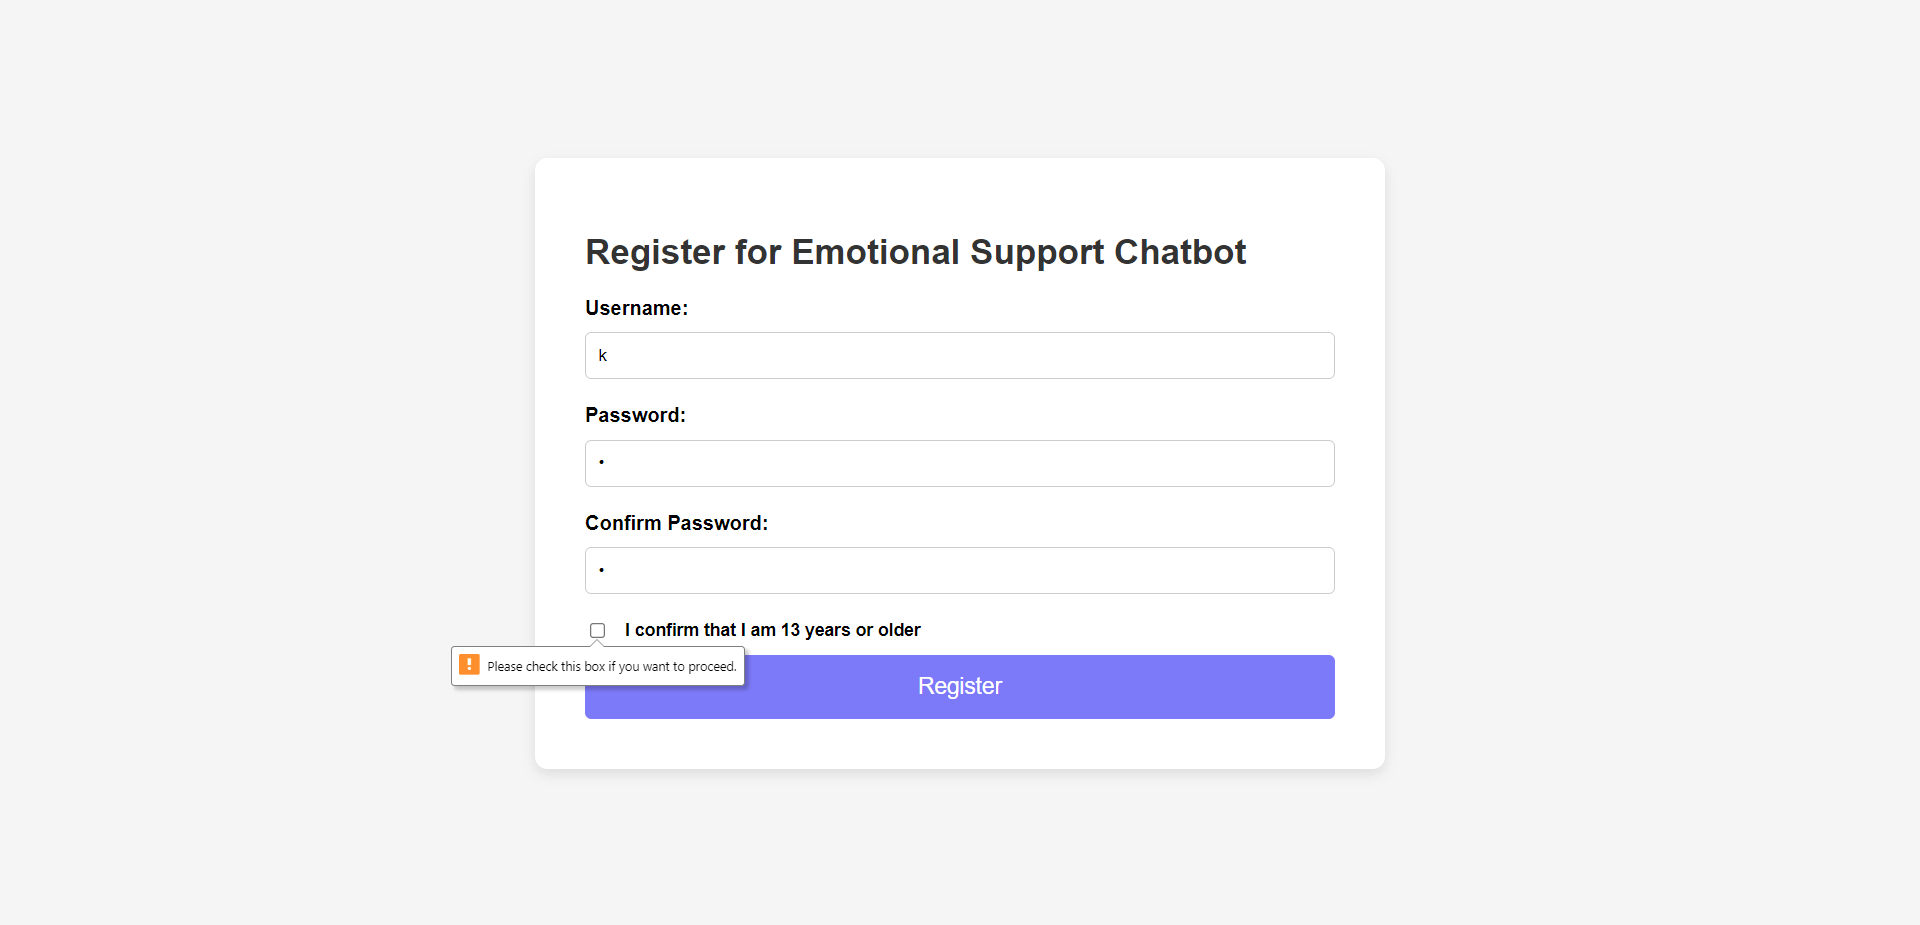 Register for Emotional Support Chatbot
Username:
k
Password:
•
Confirm Password:
•
I confirm that I am 13 years or older
! Please check this box if you want to proceed.
Register